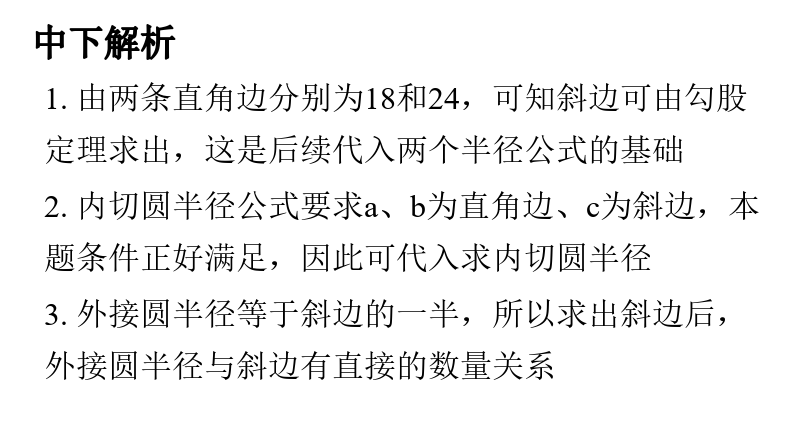 中下解析
1. 由两条直角边分别为18和24，可知斜边可由勾股
定理求出，这是后续代入两个半径公式的基础
2. 内切圆半径公式要求a、b为直角边、c为斜边，本
题条件正好满足，因此可代入求内切圆半径
3. 外接圆半径等于斜边的一半，所以求出斜边后，
外接圆半径与斜边有直接的数量关系